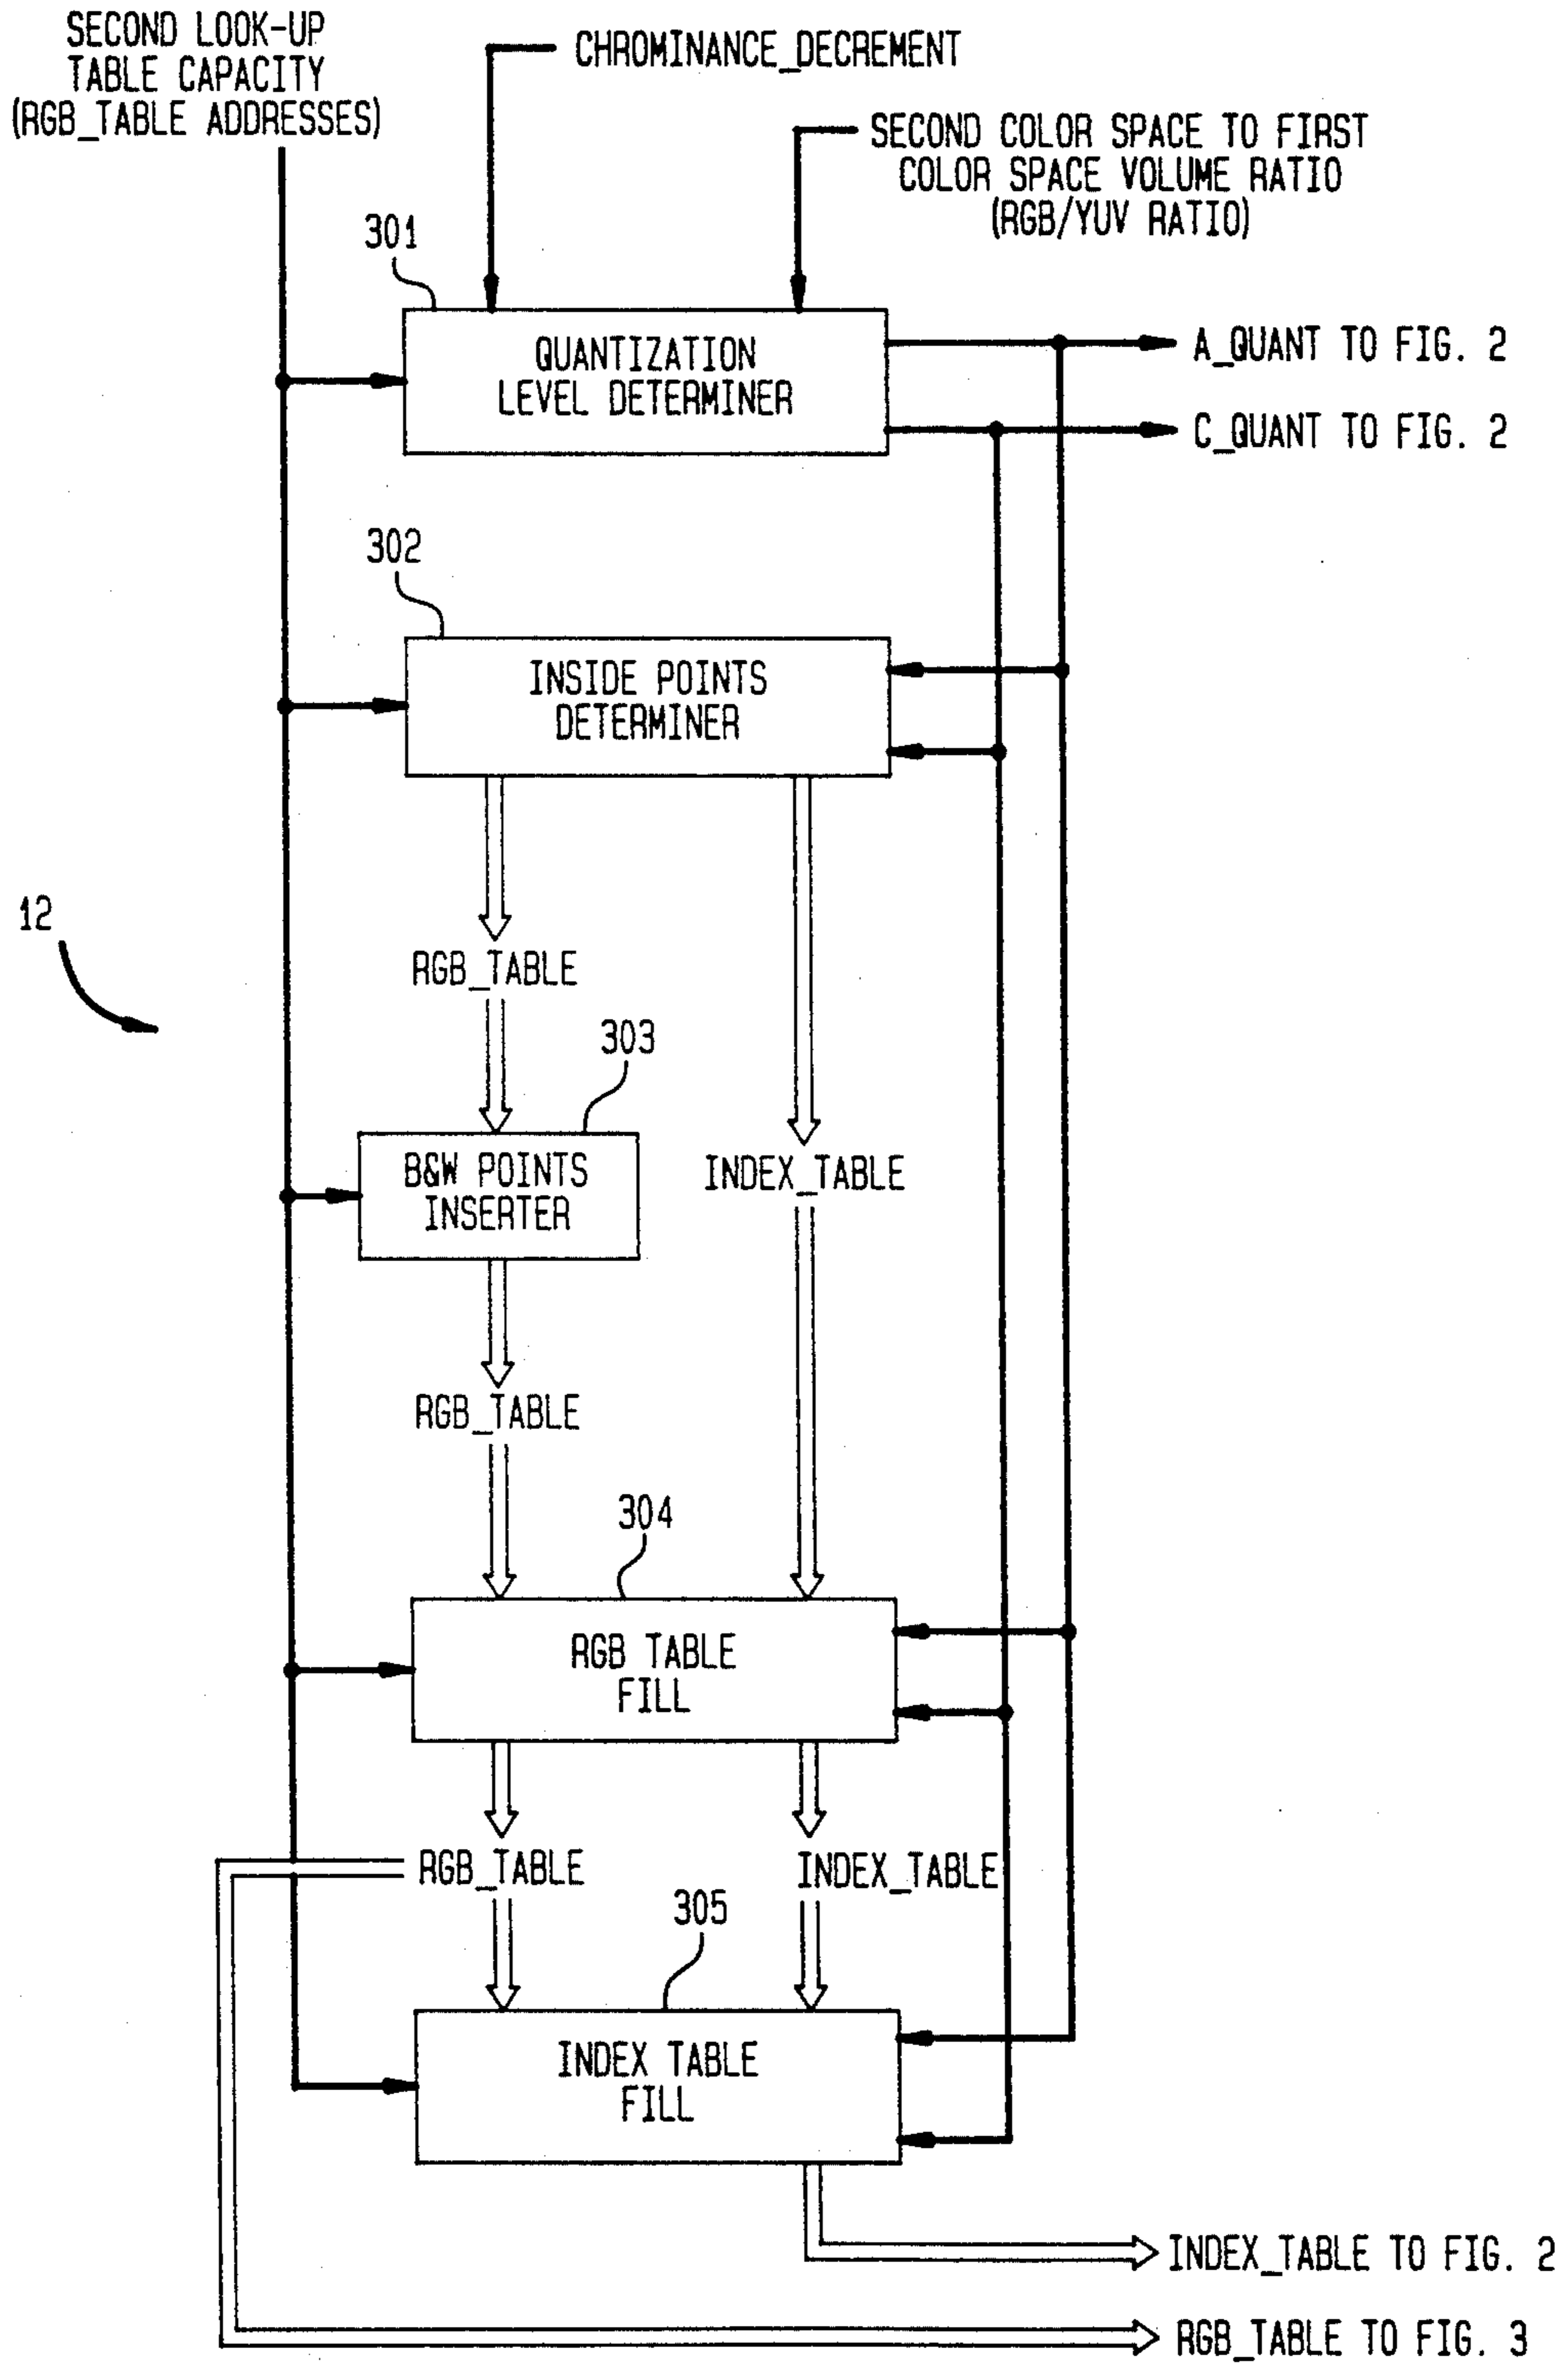 SECOND LOOK-UP
TABLE CAPACITY
(RGB_TABLE ADDRESSES)
CHROMINANCE_DECREMENT
SECOND COLOR SPACE TO FIRST
COLOR SPACE VOLUME RATIO
(RGB/YUV RATIO)
301
QUANTIZATION
LEVEL DETERMINER
A_QUANT TO FIG. 2
C_QUANT TO FIG. 2
302
INSIDE POINTS
DETERMINER
12
RGB_TABLE
303
B&W POINTS
INSERTER
INDEX_TABLE
RGB_TABLE
304
RGB TABLE
FILL
RGB_TABLE
INDEX_TABLE
305
INDEX TABLE
FILL
INDEX_TABLE TO FIG. 2
RGB_TABLE TO FIG. 3